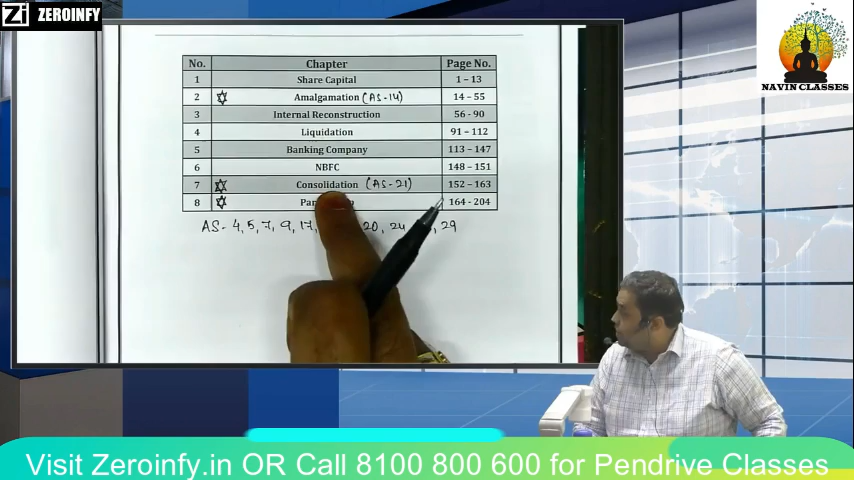 Zi ZEROINFY
NAVIN CLASSES
No. Chapter Page No.
1 Share Capital 1 – 13
2 Amalgamation (AS-14) 14 – 55
3 Internal Reconstruction 56 - 90
4 Liquidation 91 – 112
5 Banking Company 113 – 147
6 NBFC 148 – 151
7 Consolidation (AS-21) 152 – 163
8 164 - 204
AS- 4, 5, 7, 9, 17, 20, 24, 29
Visit Zeroinfy.in OR Call 8100 800 600 for Pendrive Classes